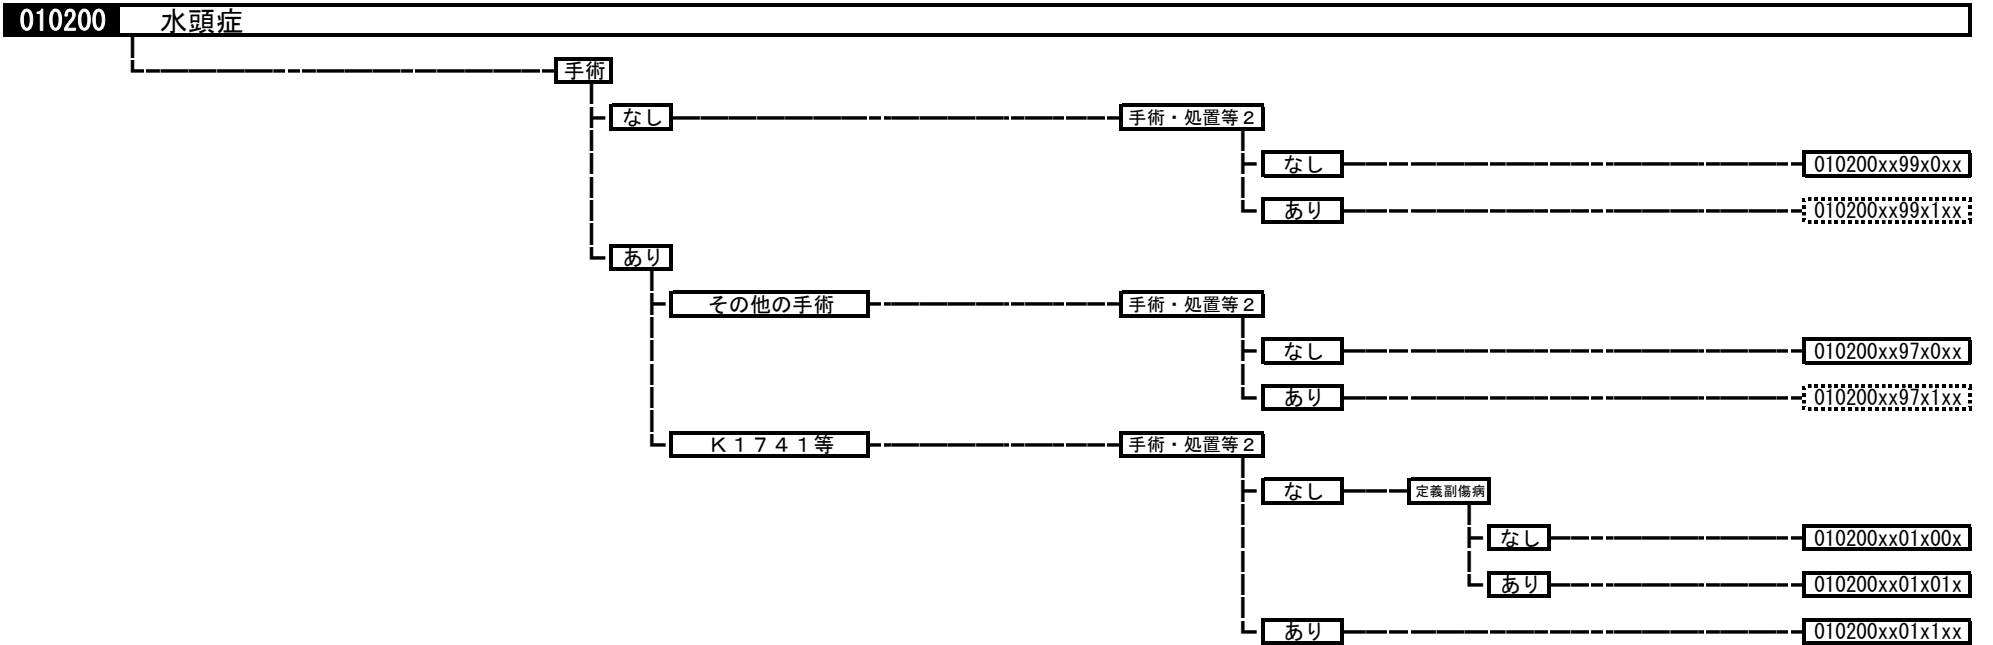 010200 水頭症
手術
なし 手術・処置等２
なし 010200xx99x0xx
あり 010200xx99x1xx
あり
その他の手術 手術・処置等２
なし 010200xx97x0xx
あり 010200xx97x1xx
Ｋ１７４１等 手術・処置等２
なし 定義副傷病
なし 010200xx01x00x
あり 010200xx01x01x
あり 010200xx01x1xx